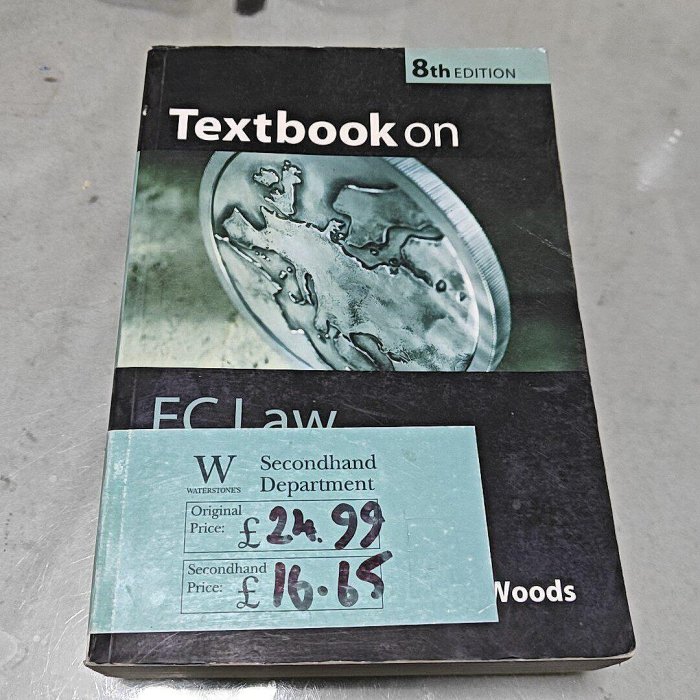 8th EDITION
Textbook on
EC Law
W
WATERSTONE'S
Secondhand
Department
Original
Price: £ 24.99
Secondhand
Price: £ 16.65
Woods